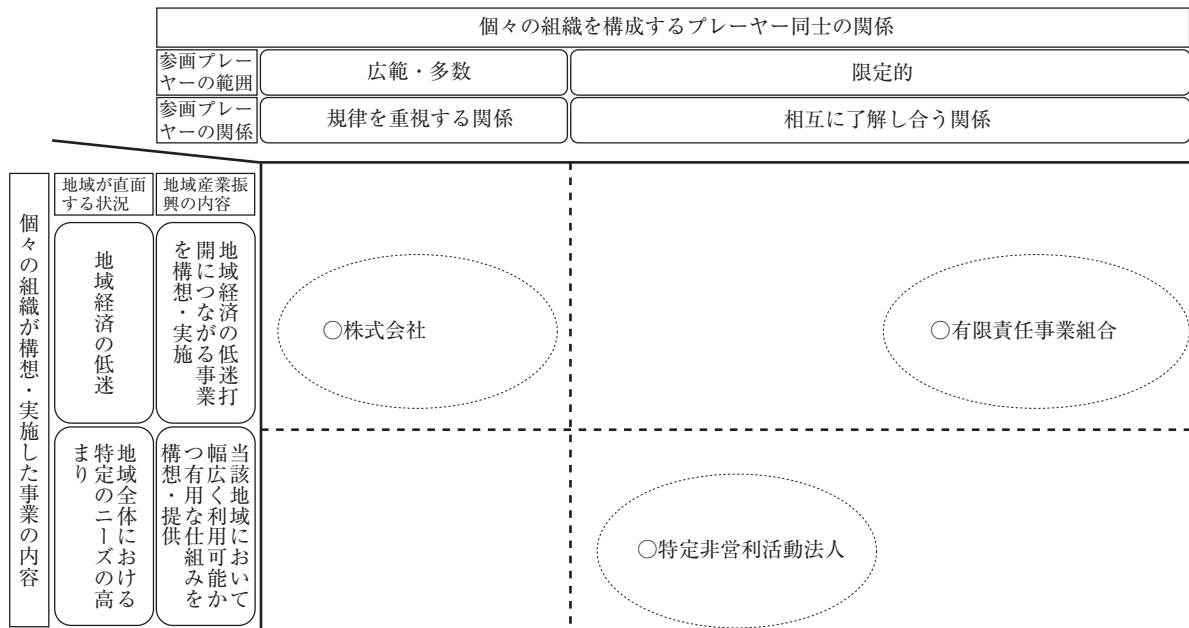 個々の組織を構成するプレーヤー同士の関係
参画プレー
ヤーの範囲
広範・多数
限定的
参画プレー
ヤーの関係
規律を重視する関係
相互に了解し合う関係
個々の組織が構想・実施した事業の内容
地域が直面
する状況
地域産業振
興の内容
地域経済の低迷
地域経済の低迷打
開につながる事業
を構想・実施
○株式会社
○有限責任事業組合
地域全体における
特定のニーズの高
まり
当該地域において
幅広く利用可能か
つ有用な仕組みを
構想・提供
○特定非営利活動法人